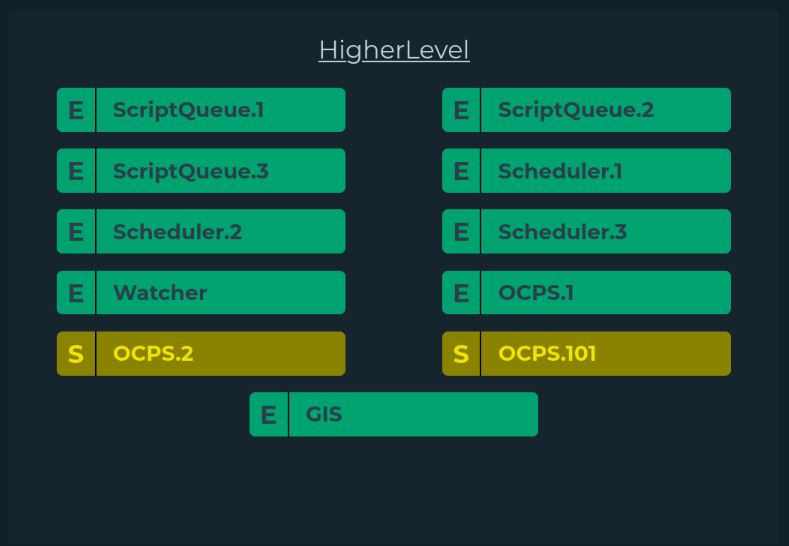 HigherLevel
E ScriptQueue.1
E ScriptQueue.2
E ScriptQueue.3
E Scheduler.1
E Scheduler.2
E Scheduler.3
E Watcher
E OCPS.1
S OCPS.2
S OCPS.101
E GIS